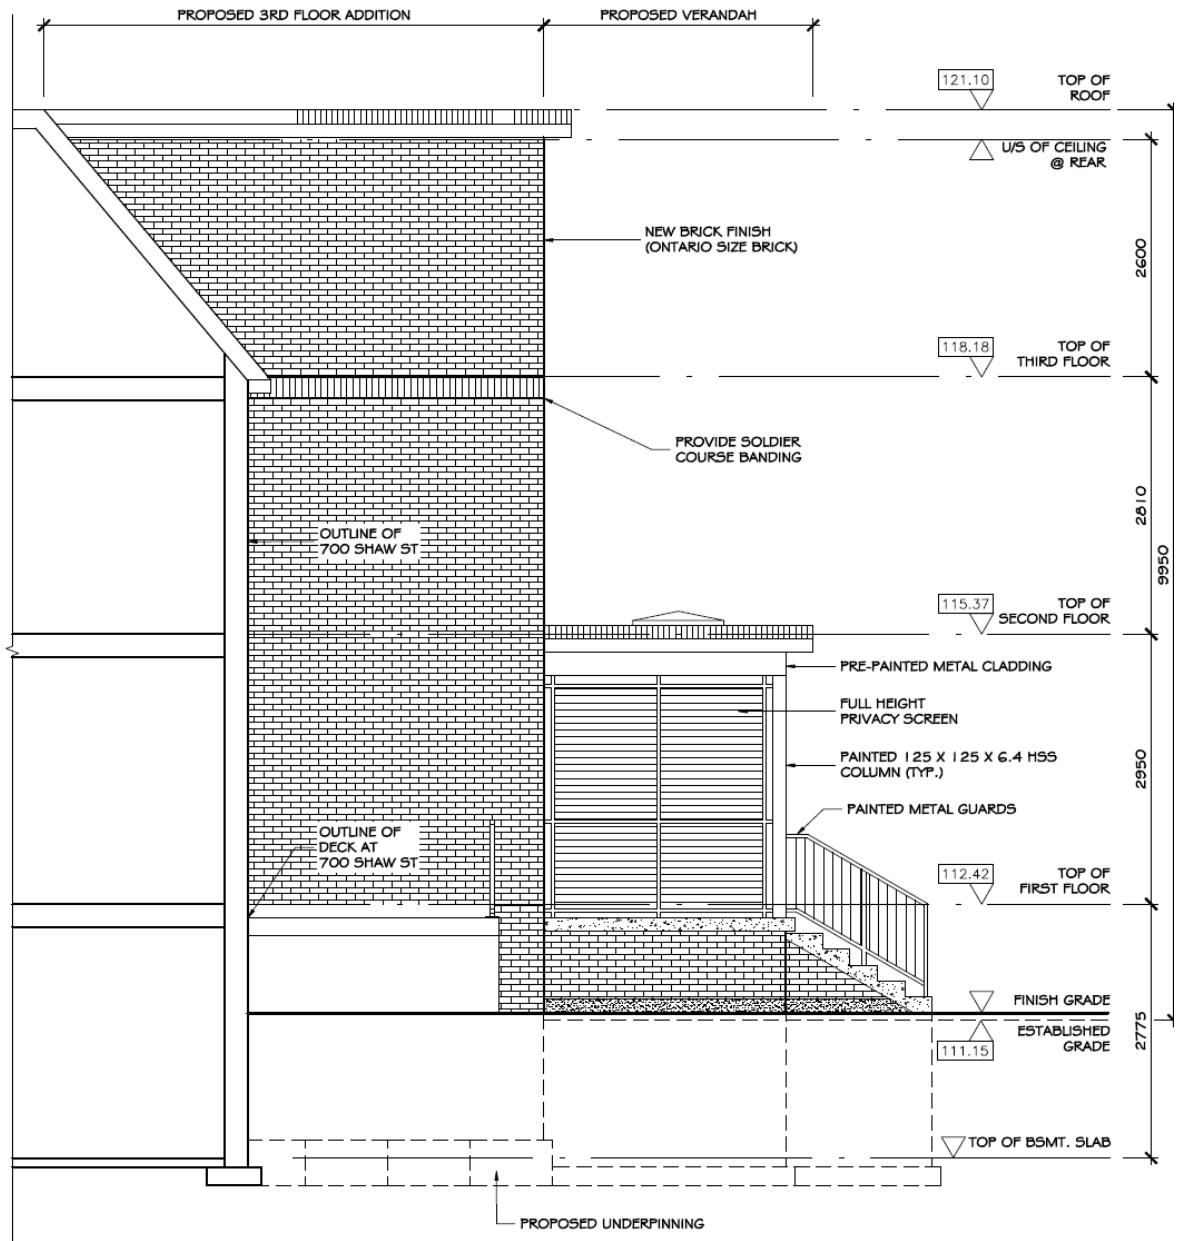 PROPOSED 3RD FLOOR ADDITION
PROPOSED VERANDAH
121.10
TOP OF
ROOF
U/S OF CEILING
@ REAR
NEW BRICK FINISH
(ONTARIO SIZE BRICK)
2600
118.18
TOP OF
THIRD FLOOR
PROVIDE SOLDIER
COURSE BANDING
2810
OUTLINE OF
700 SHAW ST
9950
115.37
TOP OF
SECOND FLOOR
PRE-PAINTED METAL CLADDING
FULL HEIGHT
PRIVACY SCREEN
PAINTED 125 X 125 X 6.4 HSS
COLUMN (TYP.)
2950
PAINTED METAL GUARDS
OUTLINE OF
DECK AT
700 SHAW ST
112.42
TOP OF
FIRST FLOOR
FINISH GRADE
ESTABLISHED
GRADE
111.15
2775
TOP OF BSMT. SLAB
PROPOSED UNDERPINNING